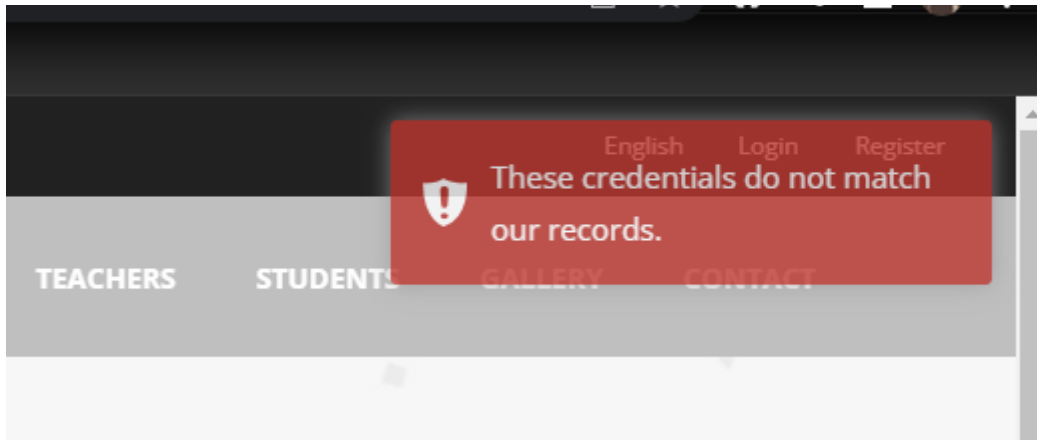 English Login Register
These credentials do not match
our records.
TEACHERS STUDENTS GALLERY CONTACT